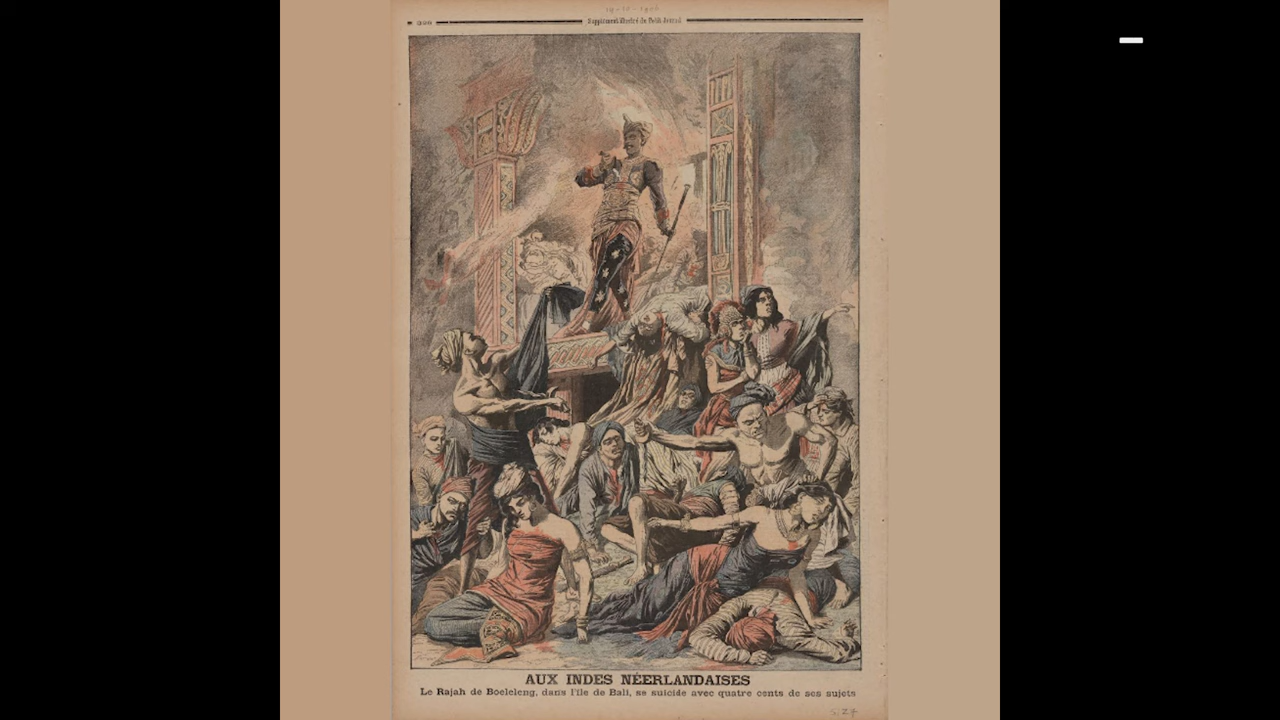 Supplément illustré du Petit Journal
AUX INDES NÉERLANDAISES
Le Rajah de Boeleleng, dans l'île de Bali, se suicide avec quatre cents de ses sujets